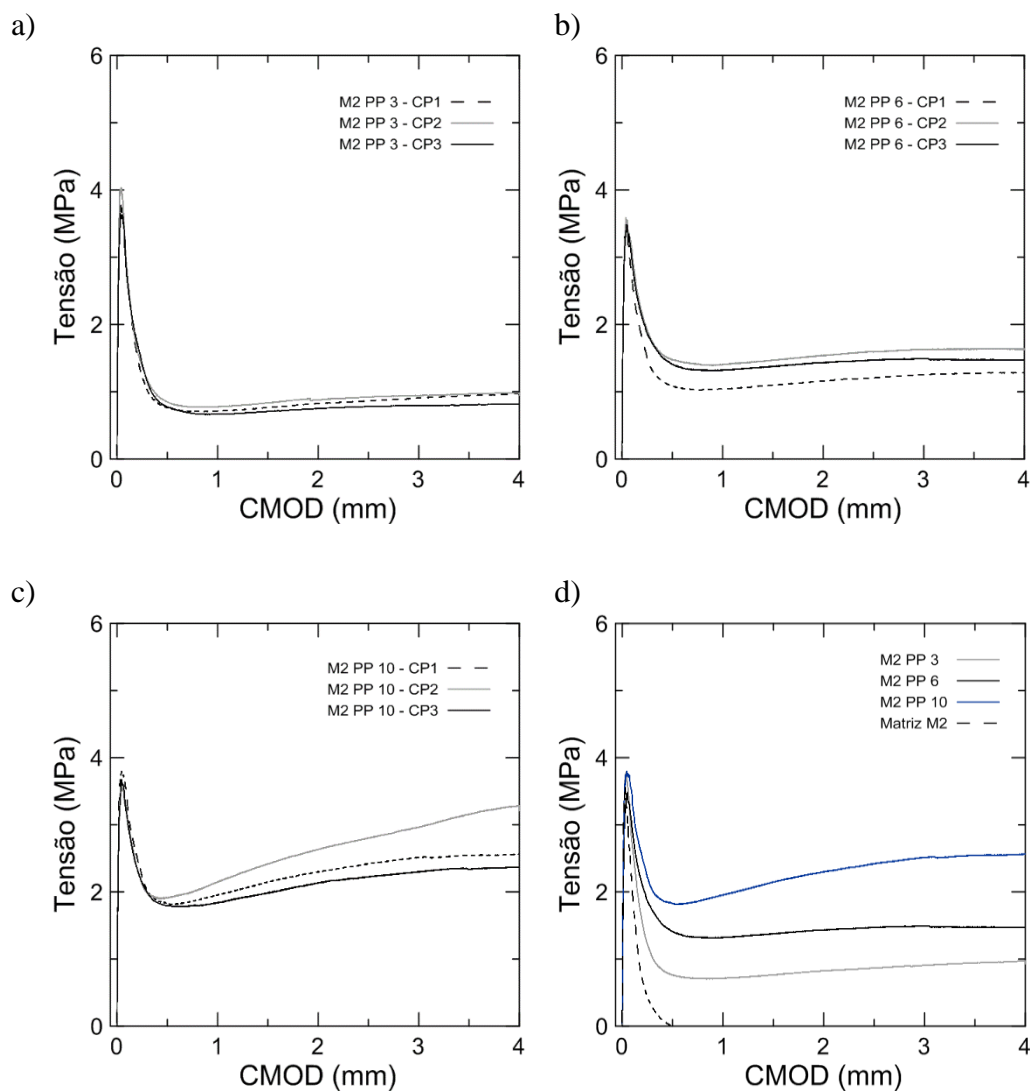 a)
6
M2 PP 3 - CP1
M2 PP 3 - CP2
M2 PP 3 - CP3
4
Tensão (MPa)
2
0
0 1 2 3 4
CMOD (mm)
b)
6
M2 PP 6 - CP1
M2 PP 6 - CP2
M2 PP 6 - CP3
4
Tensão (MPa)
2
0
0 1 2 3 4
CMOD (mm)
c)
6
M2 PP 10 - CP1
M2 PP 10 - CP2
M2 PP 10 - CP3
4
Tensão (MPa)
2
0
0 1 2 3 4
CMOD (mm)
d)
6
M2 PP 3
M2 PP 6
M2 PP 10
Matriz M2
4
Tensão (MPa)
2
0
0 1 2 3 4
CMOD (mm)